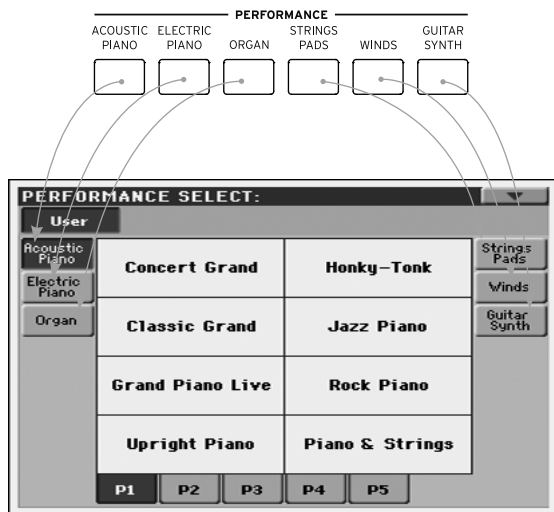 PERFORMANCE
ACOUSTIC PIANO
ELECTRIC PIANO
ORGAN
STRINGS PADS
WINDS
GUITAR SYNTH
PERFORMANCE SELECT:
User
Acoustic Piano
Electric Piano
Organ
Concert Grand
Honky-Tonk
Classic Grand
Jazz Piano
Grand Piano Live
Rock Piano
Upright Piano
Piano & Strings
Strings Pads
Winds
Guitar Synth
P1
P2
P3
P4
P5